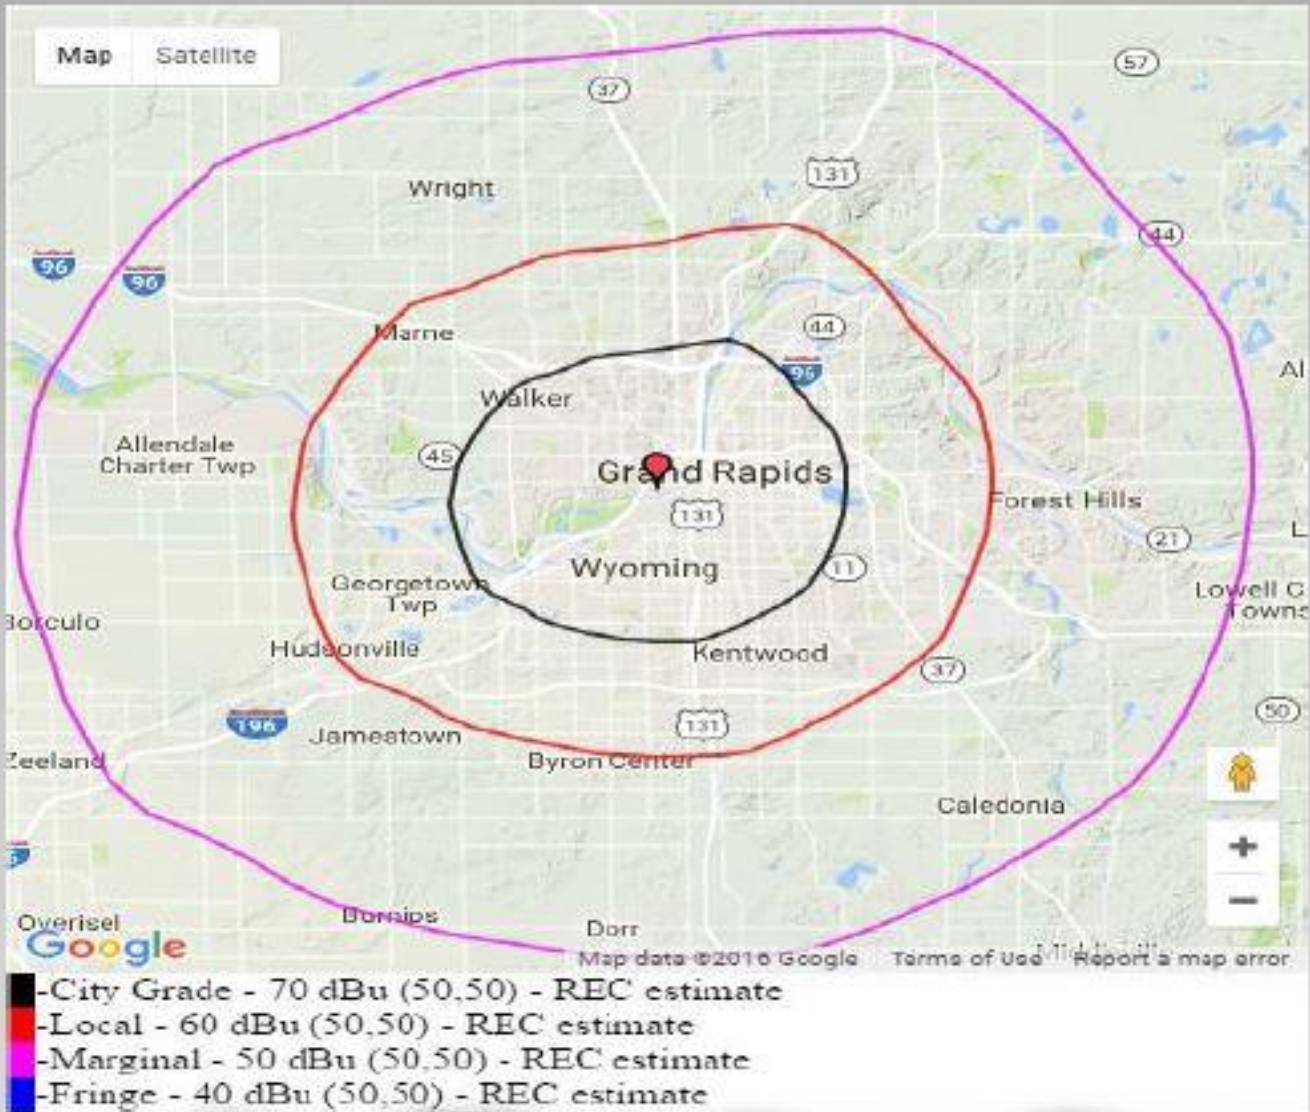 Map Satellite
37
57
131
Wright
44
96
96
44
Marne
96
Al
Walker
Allendale
Charter Twp
45
Grand Rapids
Forest Hills
131
21
Wyoming
11
Georgetown
Twp
Lowell C
Towns
Borculo
Hudsonville
Kentwood
37
50
196
131
Jamestown
Zeeland
Byron Center
Caledonia
+
−
Overisel
Burnips
Dorr
Google
Map data ©2016 Google Terms of Use Report a map error
-City Grade - 70 dBu (50,50) - REC estimate
-Local - 60 dBu (50,50) - REC estimate
-Marginal - 50 dBu (50,50) - REC estimate
-Fringe - 40 dBu (50,50) - REC estimate